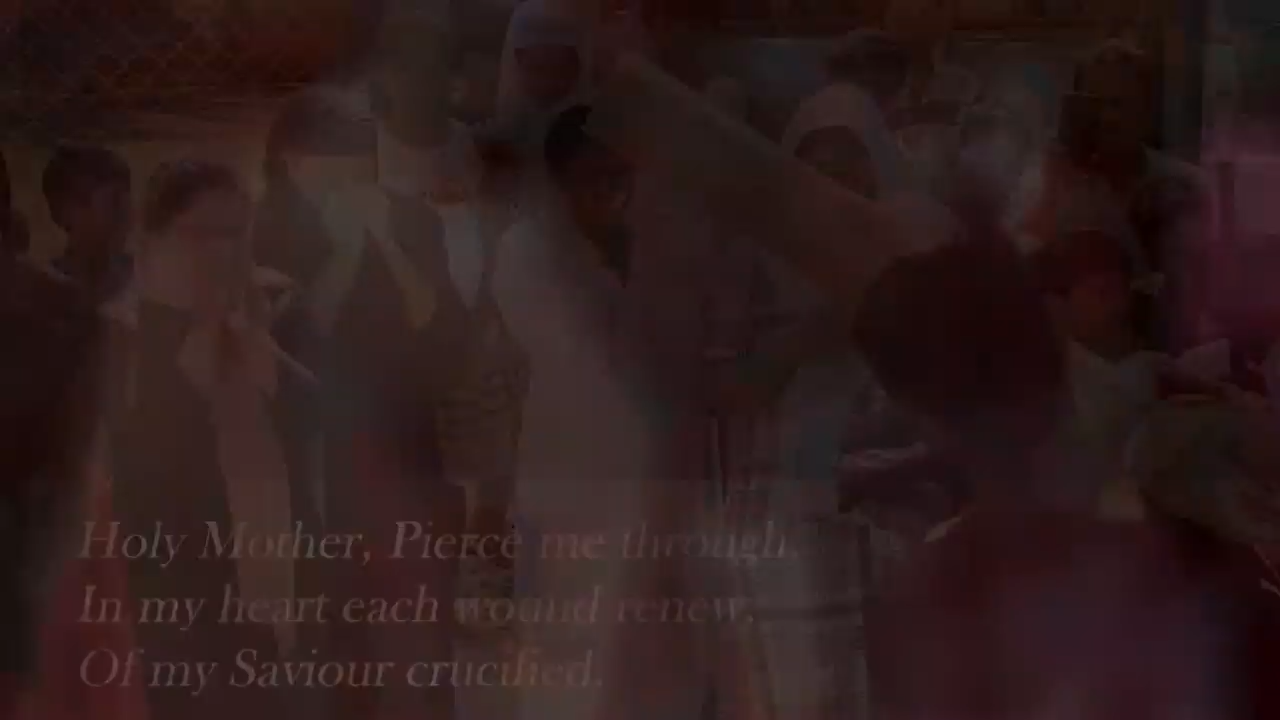 Holy Mother, Pierce me through.
In my heart each wound renew.
Of my Saviour crucified.